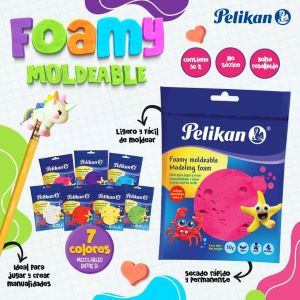 Foamy
MOLDEABLE
Pelikan
contiene
50 g.
No
tóxico
bolsa
resellable
Ligero y fácil
de moldear
Pelikan
Foamy moldeable
Modeling foam
50g
7
colores
MEZCLABLES
ENTRE SÍ
Ideal para
jugar y crear
manualidades
Secado rápido
y permanente